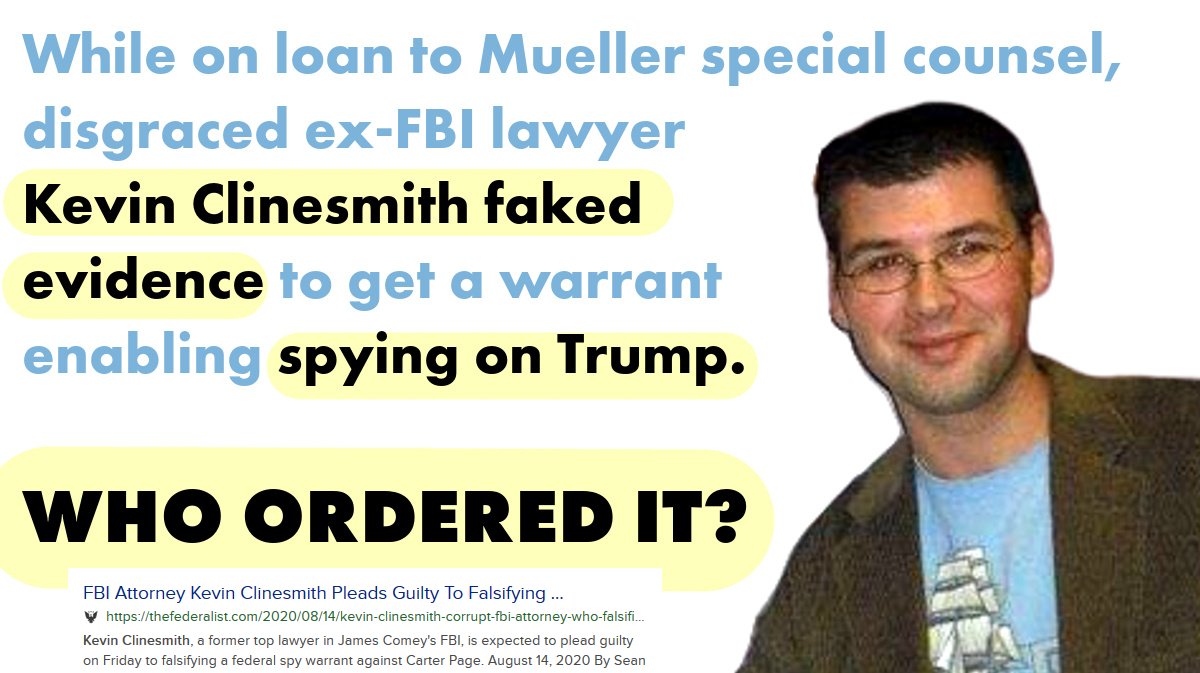 While on loan to Mueller special counsel,
disgraced ex-FBI lawyer
Kevin Clinesmith faked
evidence to get a warrant
enabling spying on Trump.
WHO ORDERED IT?
FBI Attorney Kevin Clinesmith Pleads Guilty To Falsifying ...
https://thefederalist.com/2020/08/14/kevin-clinesmith-corrupt-fbi-attorney-who-falsifi...
Kevin Clinesmith, a former top lawyer in James Comey's FBI, is expected to plead guilty
on Friday to falsifying a federal spy warrant against Carter Page. August 14, 2020 By Sean